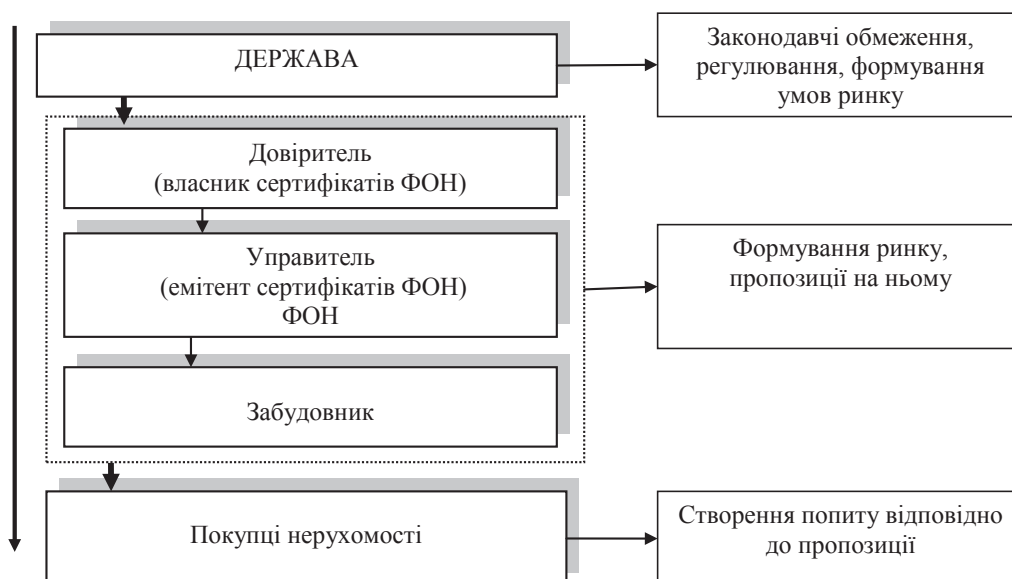 ДЕРЖАВА
Законодавчі обмеження,
регулювання, формування
умов ринку
Довіритель
(власник сертифікатів ФОН)
Управитель
(емітент сертифікатів ФОН)
ФОН
Формування ринку,
пропозиції на ньому
Забудовник
Покупці нерухомості
Створення попиту відповідно
до пропозиції